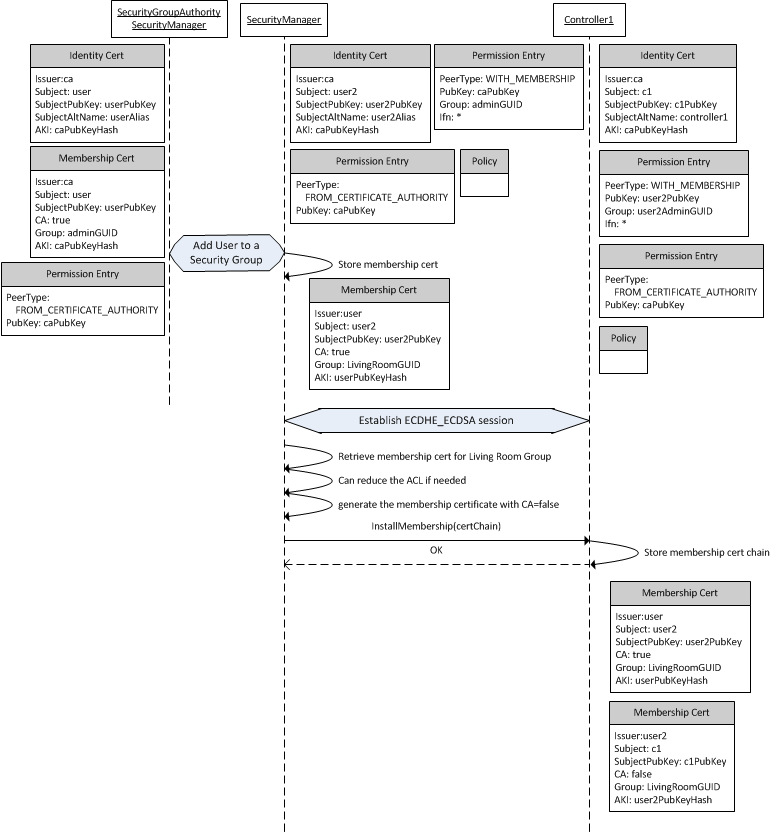 SecurityGroupAuthority
SecurityManager
SecurityManager
Controller1
Identity Cert
Issuer:ca
Subject: user
SubjectPubKey: userPubKey
SubjectAltName: userAlias
AKI: caPubKeyHash
Membership Cert
Issuer:ca
Subject: user
SubjectPubKey: userPubKey
CA: true
Group: adminGUID
AKI: caPubKeyHash
Permission Entry
PeerType:
FROM_CERTIFICATE_AUTHORITY
PubKey: caPubKey
Identity Cert
Issuer:ca
Subject: user2
SubjectPubKey: user2PubKey
SubjectAltName: user2Alias
AKI: caPubKeyHash
Permission Entry
PeerType: WITH_MEMBERSHIP
PubKey: caPubKey
Group: adminGUID
Ifn: *
Permission Entry
PeerType:
FROM_CERTIFICATE_AUTHORITY
PubKey: caPubKey
Policy
Identity Cert
Issuer:ca
Subject: c1
SubjectPubKey: c1PubKey
SubjectAltName: controller1
AKI: caPubKeyHash
Permission Entry
PeerType: WITH_MEMBERSHIP
PubKey: user2PubKey
Group: user2AdminGUID
Ifn: *
Permission Entry
PeerType:
FROM_CERTIFICATE_AUTHORITY
PubKey: caPubKey
Policy
Add User to a
Security Group
Store membership cert
Membership Cert
Issuer:user
Subject: user2
SubjectPubKey: user2PubKey
CA: true
Group: LivingRoomGUID
AKI: userPubKeyHash
Establish ECDHE_ECDSA session
Retrieve membership cert for Living Room Group
Can reduce the ACL if needed
generate the membership certificate with CA=false
InstallMembership(certChain)
OK
Store membership cert chain
Membership Cert
Issuer:user
Subject: user2
SubjectPubKey: user2PubKey
CA: true
Group: LivingRoomGUID
AKI: userPubKeyHash
Membership Cert
Issuer:user2
Subject: c1
SubjectPubKey: c1PubKey
CA: false
Group: LivingRoomGUID
AKI: user2PubKeyHash